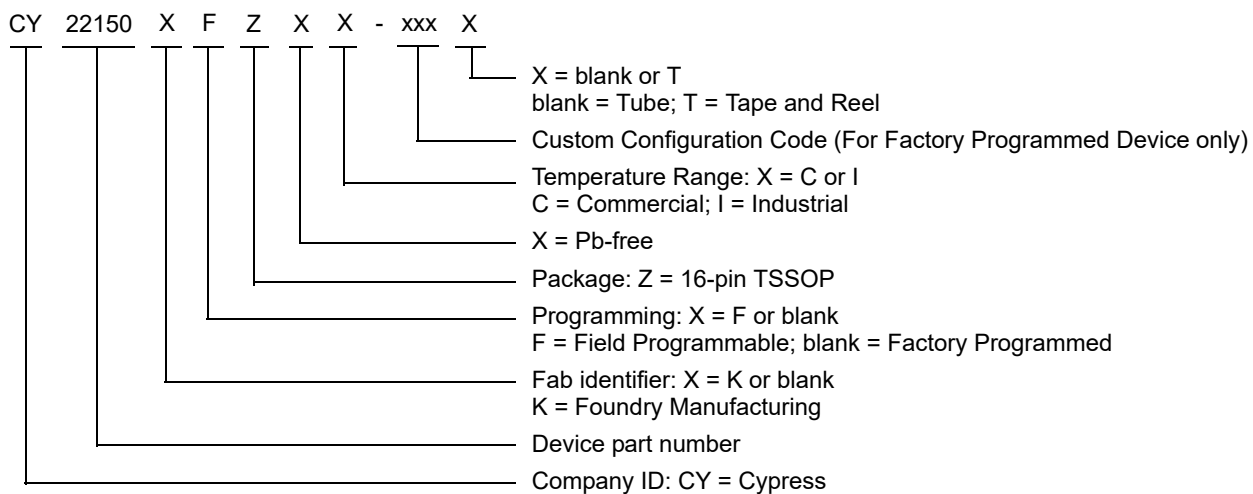 CY 22150 X F Z X X - xxx X
X = blank or T
blank = Tube; T = Tape and Reel
Custom Configuration Code (For Factory Programmed Device only)
Temperature Range: X = C or I
C = Commercial; I = Industrial
X = Pb-free
Package: Z = 16-pin TSSOP
Programming: X = F or blank
F = Field Programmable; blank = Factory Programmed
Fab identifier: X = K or blank
K = Foundry Manufacturing
Device part number
Company ID: CY = Cypress